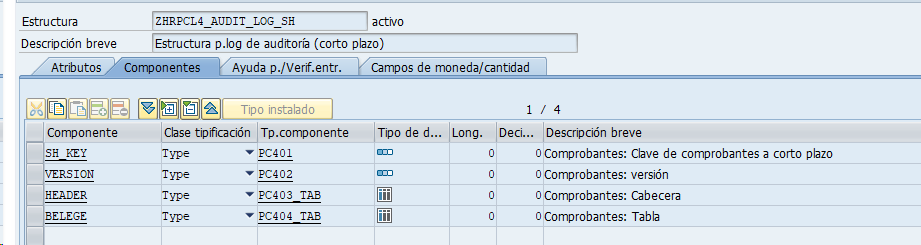 Estructura ZHRPCL4_AUDIT_LOG_SH activo
Descripción breve Estructura p.log de auditoría (corto plazo)
Atributos Componentes Ayuda p./Verif.entr. Campos de moneda/cantidad
Tipo instalado 1 / 4
Componente Clase tipificación Tp.componente Tipo de d... Long. Deci... Descripción breve
SH_KEY Type PC401 0 0 Comprobantes: Clave de comprobantes a corto plazo
VERSION Type PC402 0 0 Comprobantes: versión
HEADER Type PC403_TAB 0 0 Comprobantes: Cabecera
BELEGE Type PC404_TAB 0 0 Comprobantes: Tabla